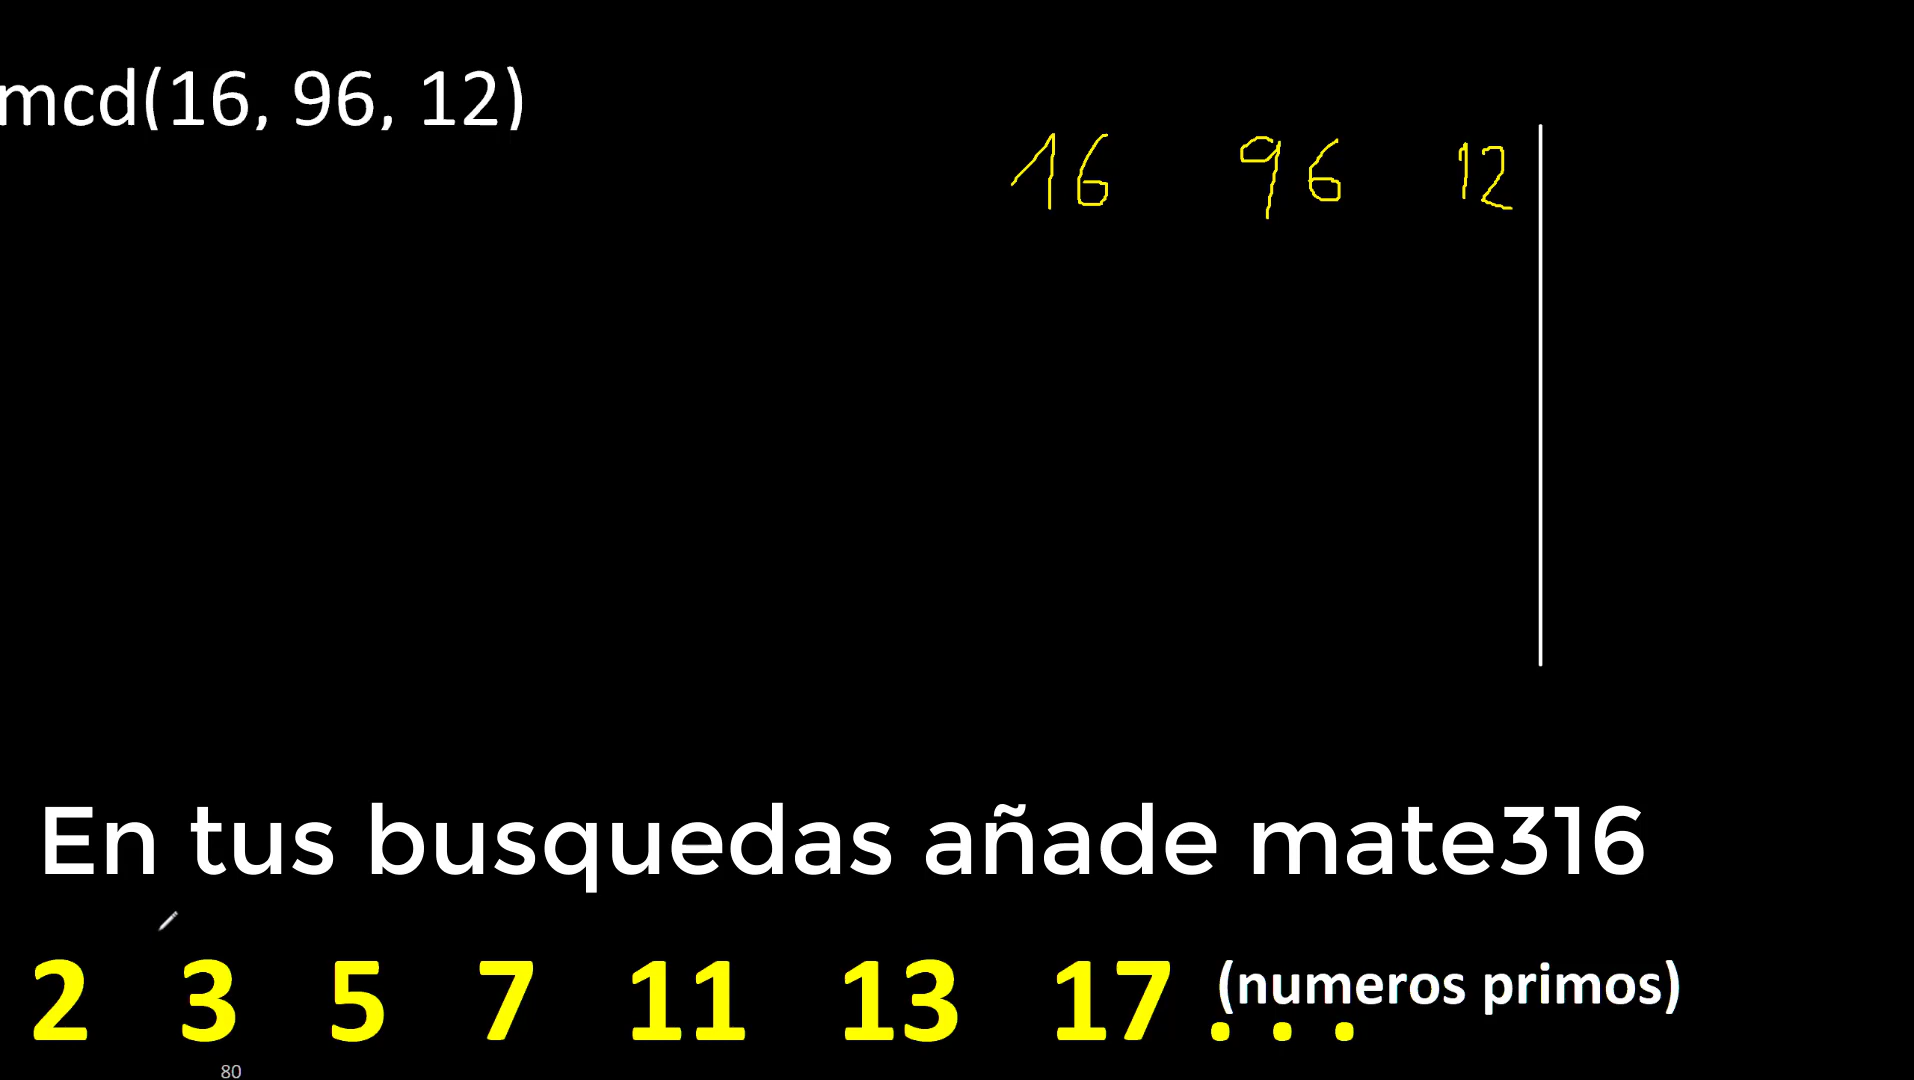 mcd(16, 96, 12)
16 96 12
En tus busquedas añade mate316
2 3 5 7 11 13 17 . . . (numeros primos)
80